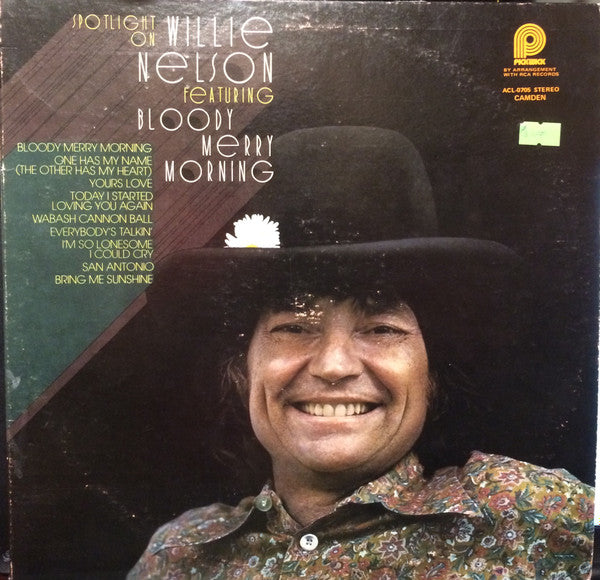 SPOTLIGHT
ON
WILLIE
NELSON
FEATURING
BLOODY
MERRY
MORNING
BLOODY MERRY MORNING
ONE HAS MY NAME
(THE OTHER HAS MY HEART)
YOURS LOVE
TODAY I STARTED
LOVING YOU AGAIN
WABASH CANNON BALL
EVERYBODY'S TALKIN'
I'M SO LONESOME
I COULD CRY
SAN ANTONIO
BRING ME SUNSHINE
PICKWICK
BY ARRANGEMENT
WITH RCA RECORDS
ACL-0705 STEREO
CAMDEN